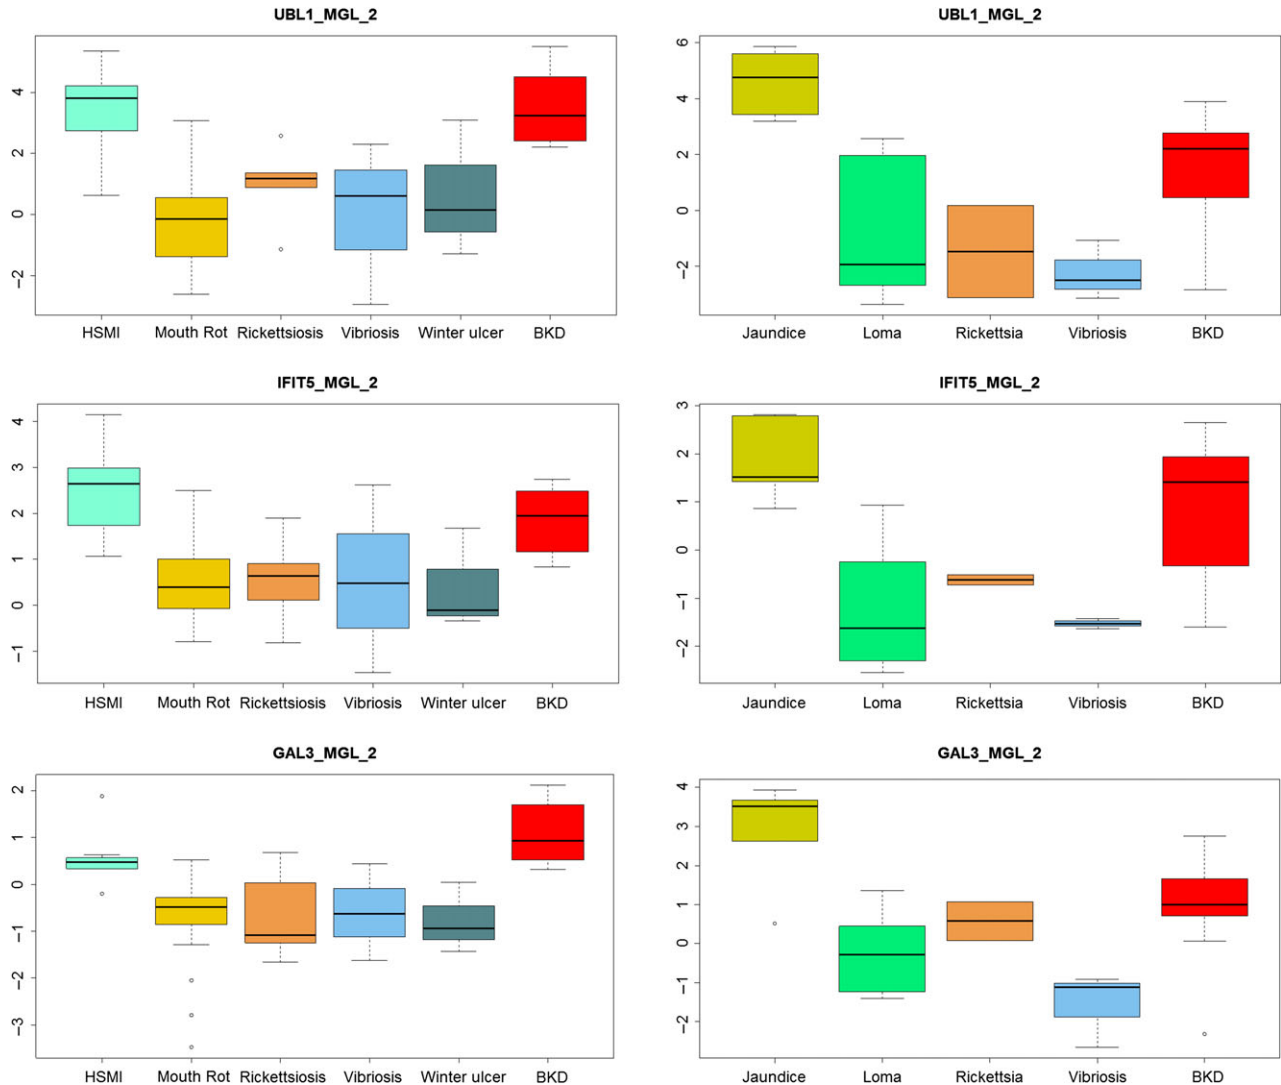 UBL1_MGL_2
4
2
0
−2
HSMI Mouth Rot Rickettsiosis Vibriosis Winter ulcer BKD
UBL1_MGL_2
6
4
2
0
−2
Jaundice Loma Rickettsia Vibriosis BKD
IFIT5_MGL_2
4
3
2
1
0
−1
HSMI Mouth Rot Rickettsiosis Vibriosis Winter ulcer BKD
IFIT5_MGL_2
3
2
1
0
−1
−2
Jaundice Loma Rickettsia Vibriosis BKD
GAL3_MGL_2
2
1
0
−1
−2
−3
HSMI Mouth Rot Rickettsiosis Vibriosis Winter ulcer BKD
GAL3_MGL_2
4
3
2
1
0
−1
−2
Jaundice Loma Rickettsia Vibriosis BKD